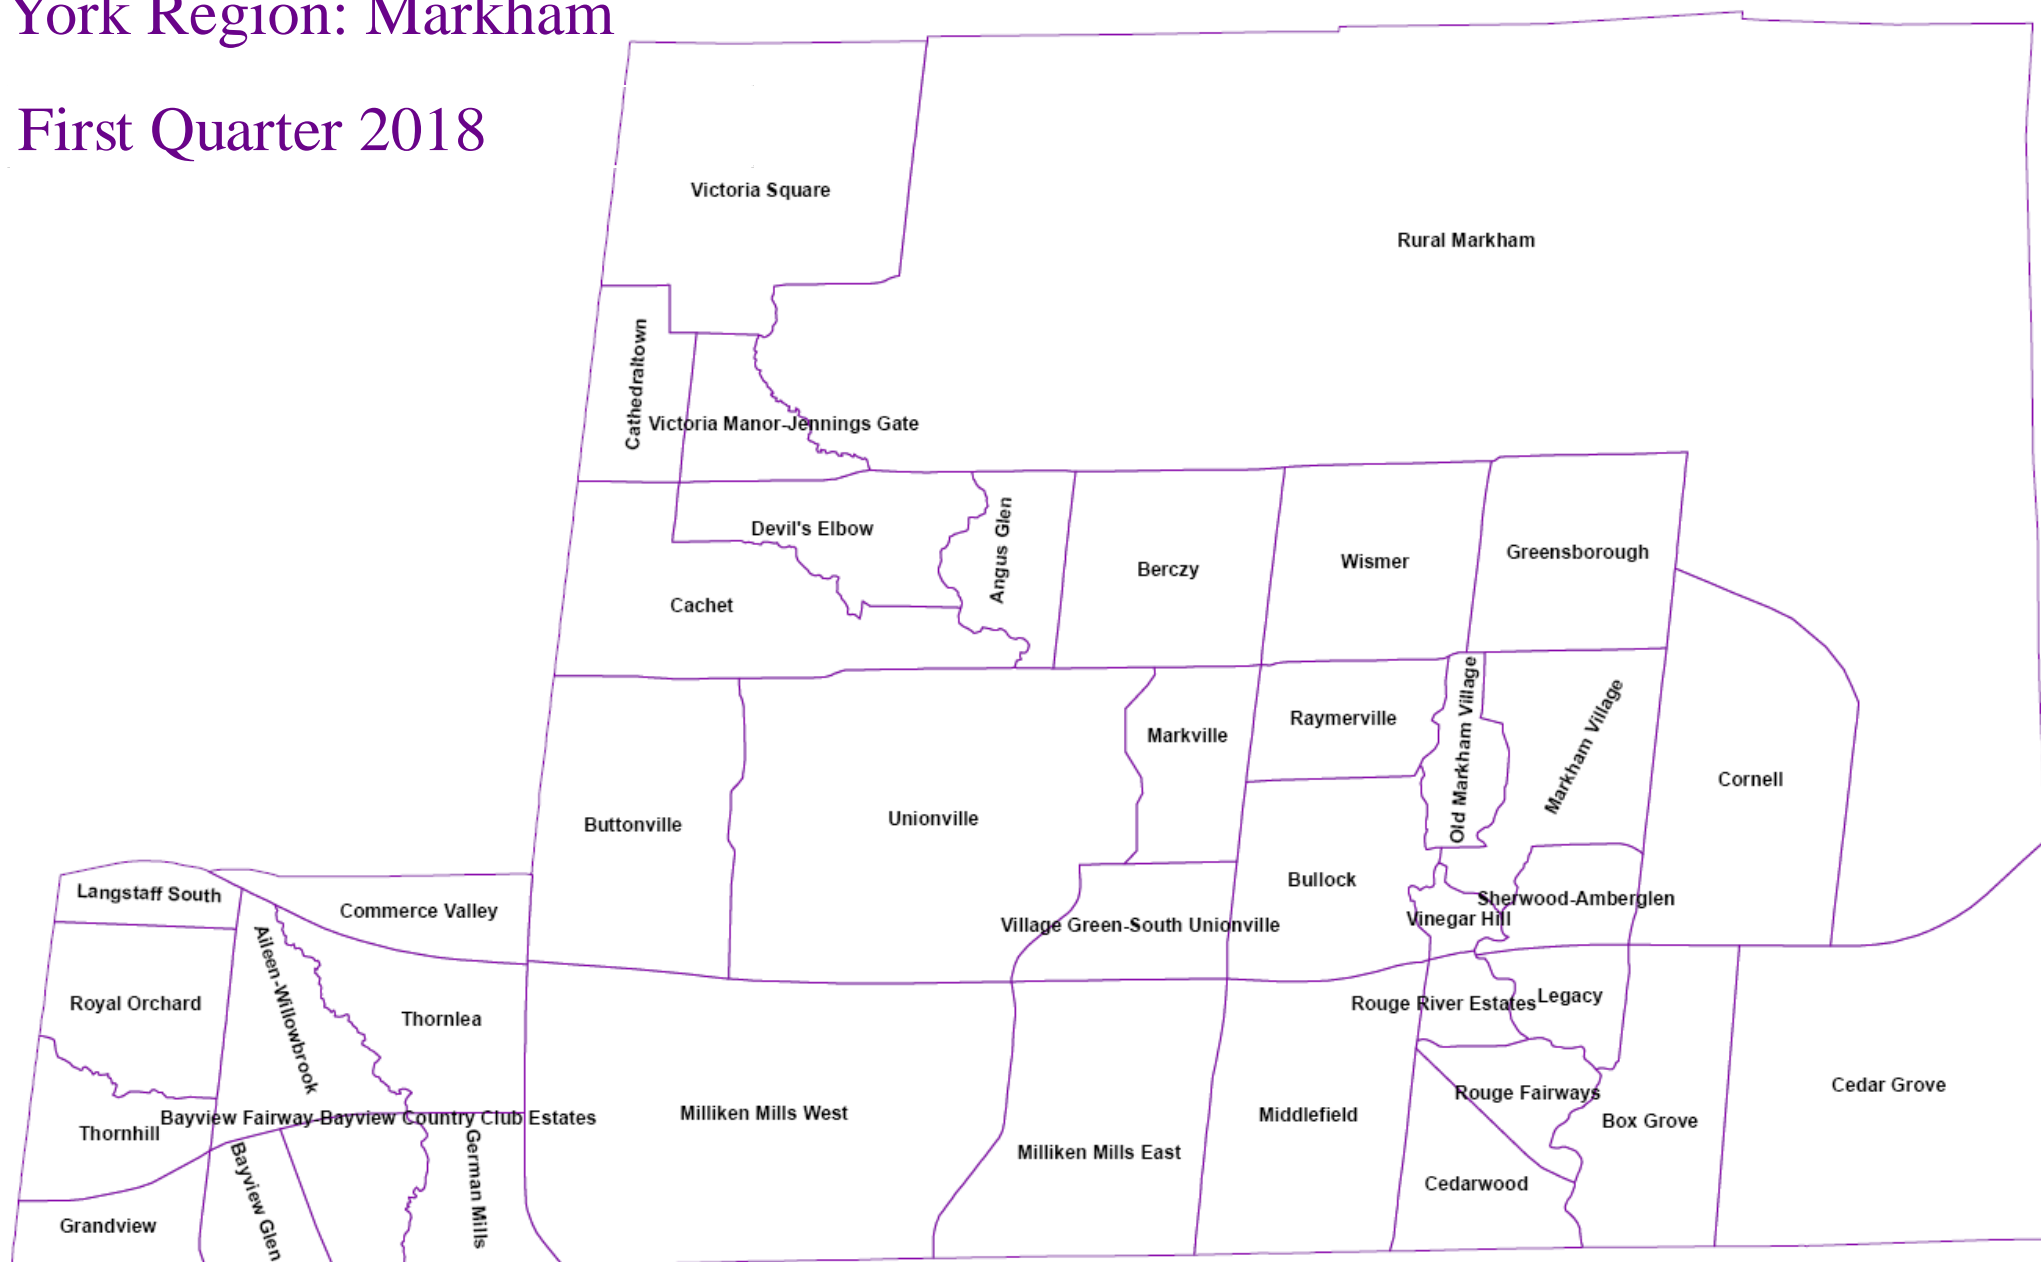 York Region: Markham
First Quarter 2018
Victoria Square
Rural Markham
Cathedraltown
Victoria Manor-Jennings Gate
Devil's Elbow
Angus Glen
Berczy
Wismer
Greensborough
Cachet
Raymerville
Old Markham Village
Markham Village
Markville
Cornell
Buttonville
Unionville
Bullock
Langstaff South
Commerce Valley
Village Green-South Unionville
Vinegar Hill
Sherwood-Amberglen
Royal Orchard
Aileen-Willowbrook
Thornlea
Rouge River Estates
Legacy
Rouge Fairways
Cedar Grove
Thornhill
Bayview Fairway-Bayview Country Club Estates
Milliken Mills West
Milliken Mills East
Middlefield
Box Grove
Cedarwood
Grandview
Bayview Glen
German Mills